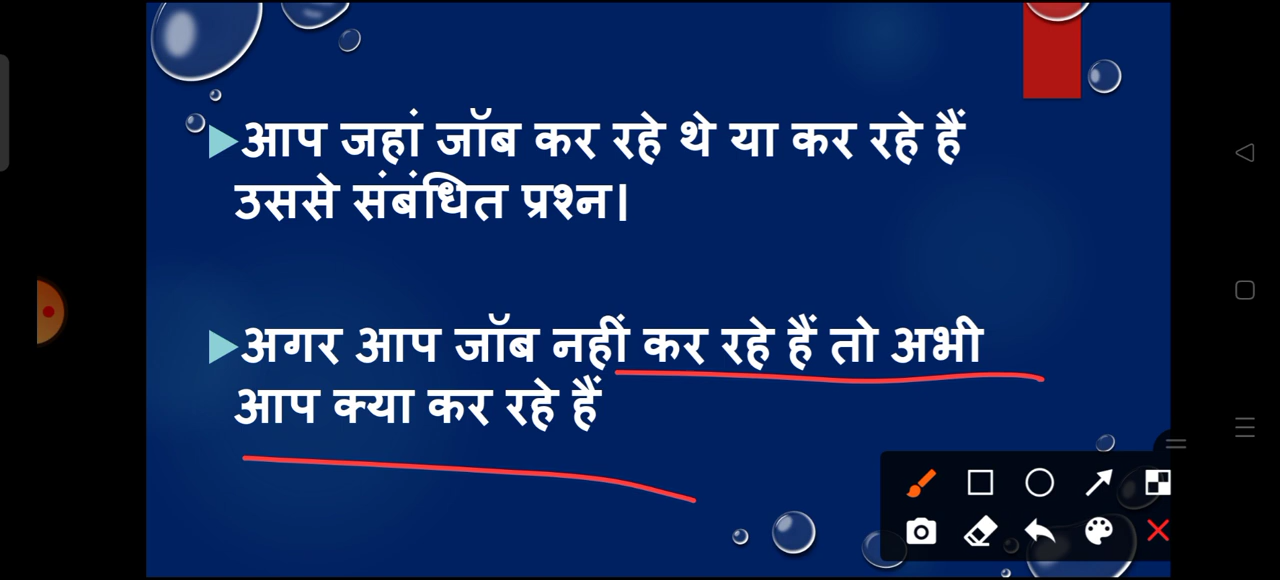 आप जहां जॉब कर रहे थे या कर रहे हैं
उससे संबंधित प्रश्न।
अगर आप जॉब नहीं कर रहे हैं तो अभी
आप क्या कर रहे हैं